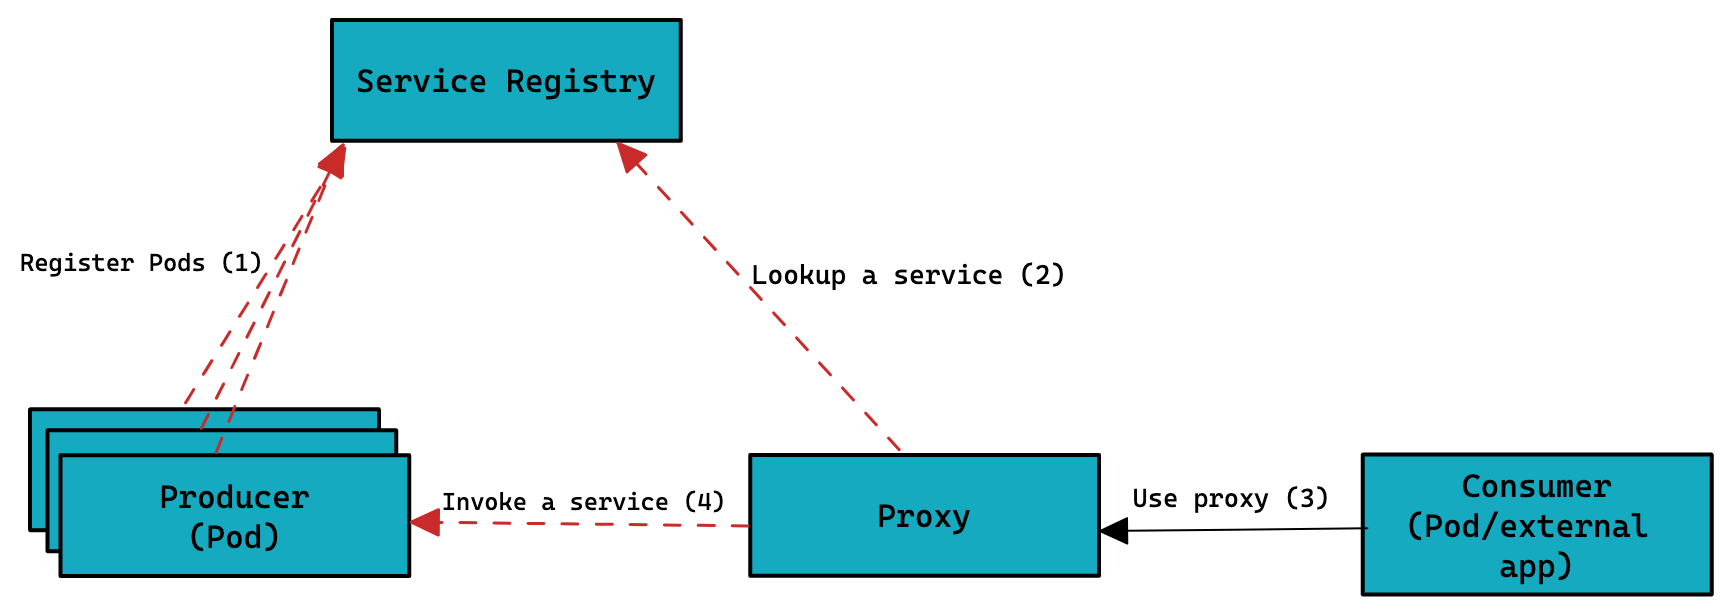 Service Registry
Register Pods (1)
Lookup a service (2)
Producer
(Pod)
Invoke a service (4)
Proxy
Use proxy (3)
Consumer
(Pod/external
app)